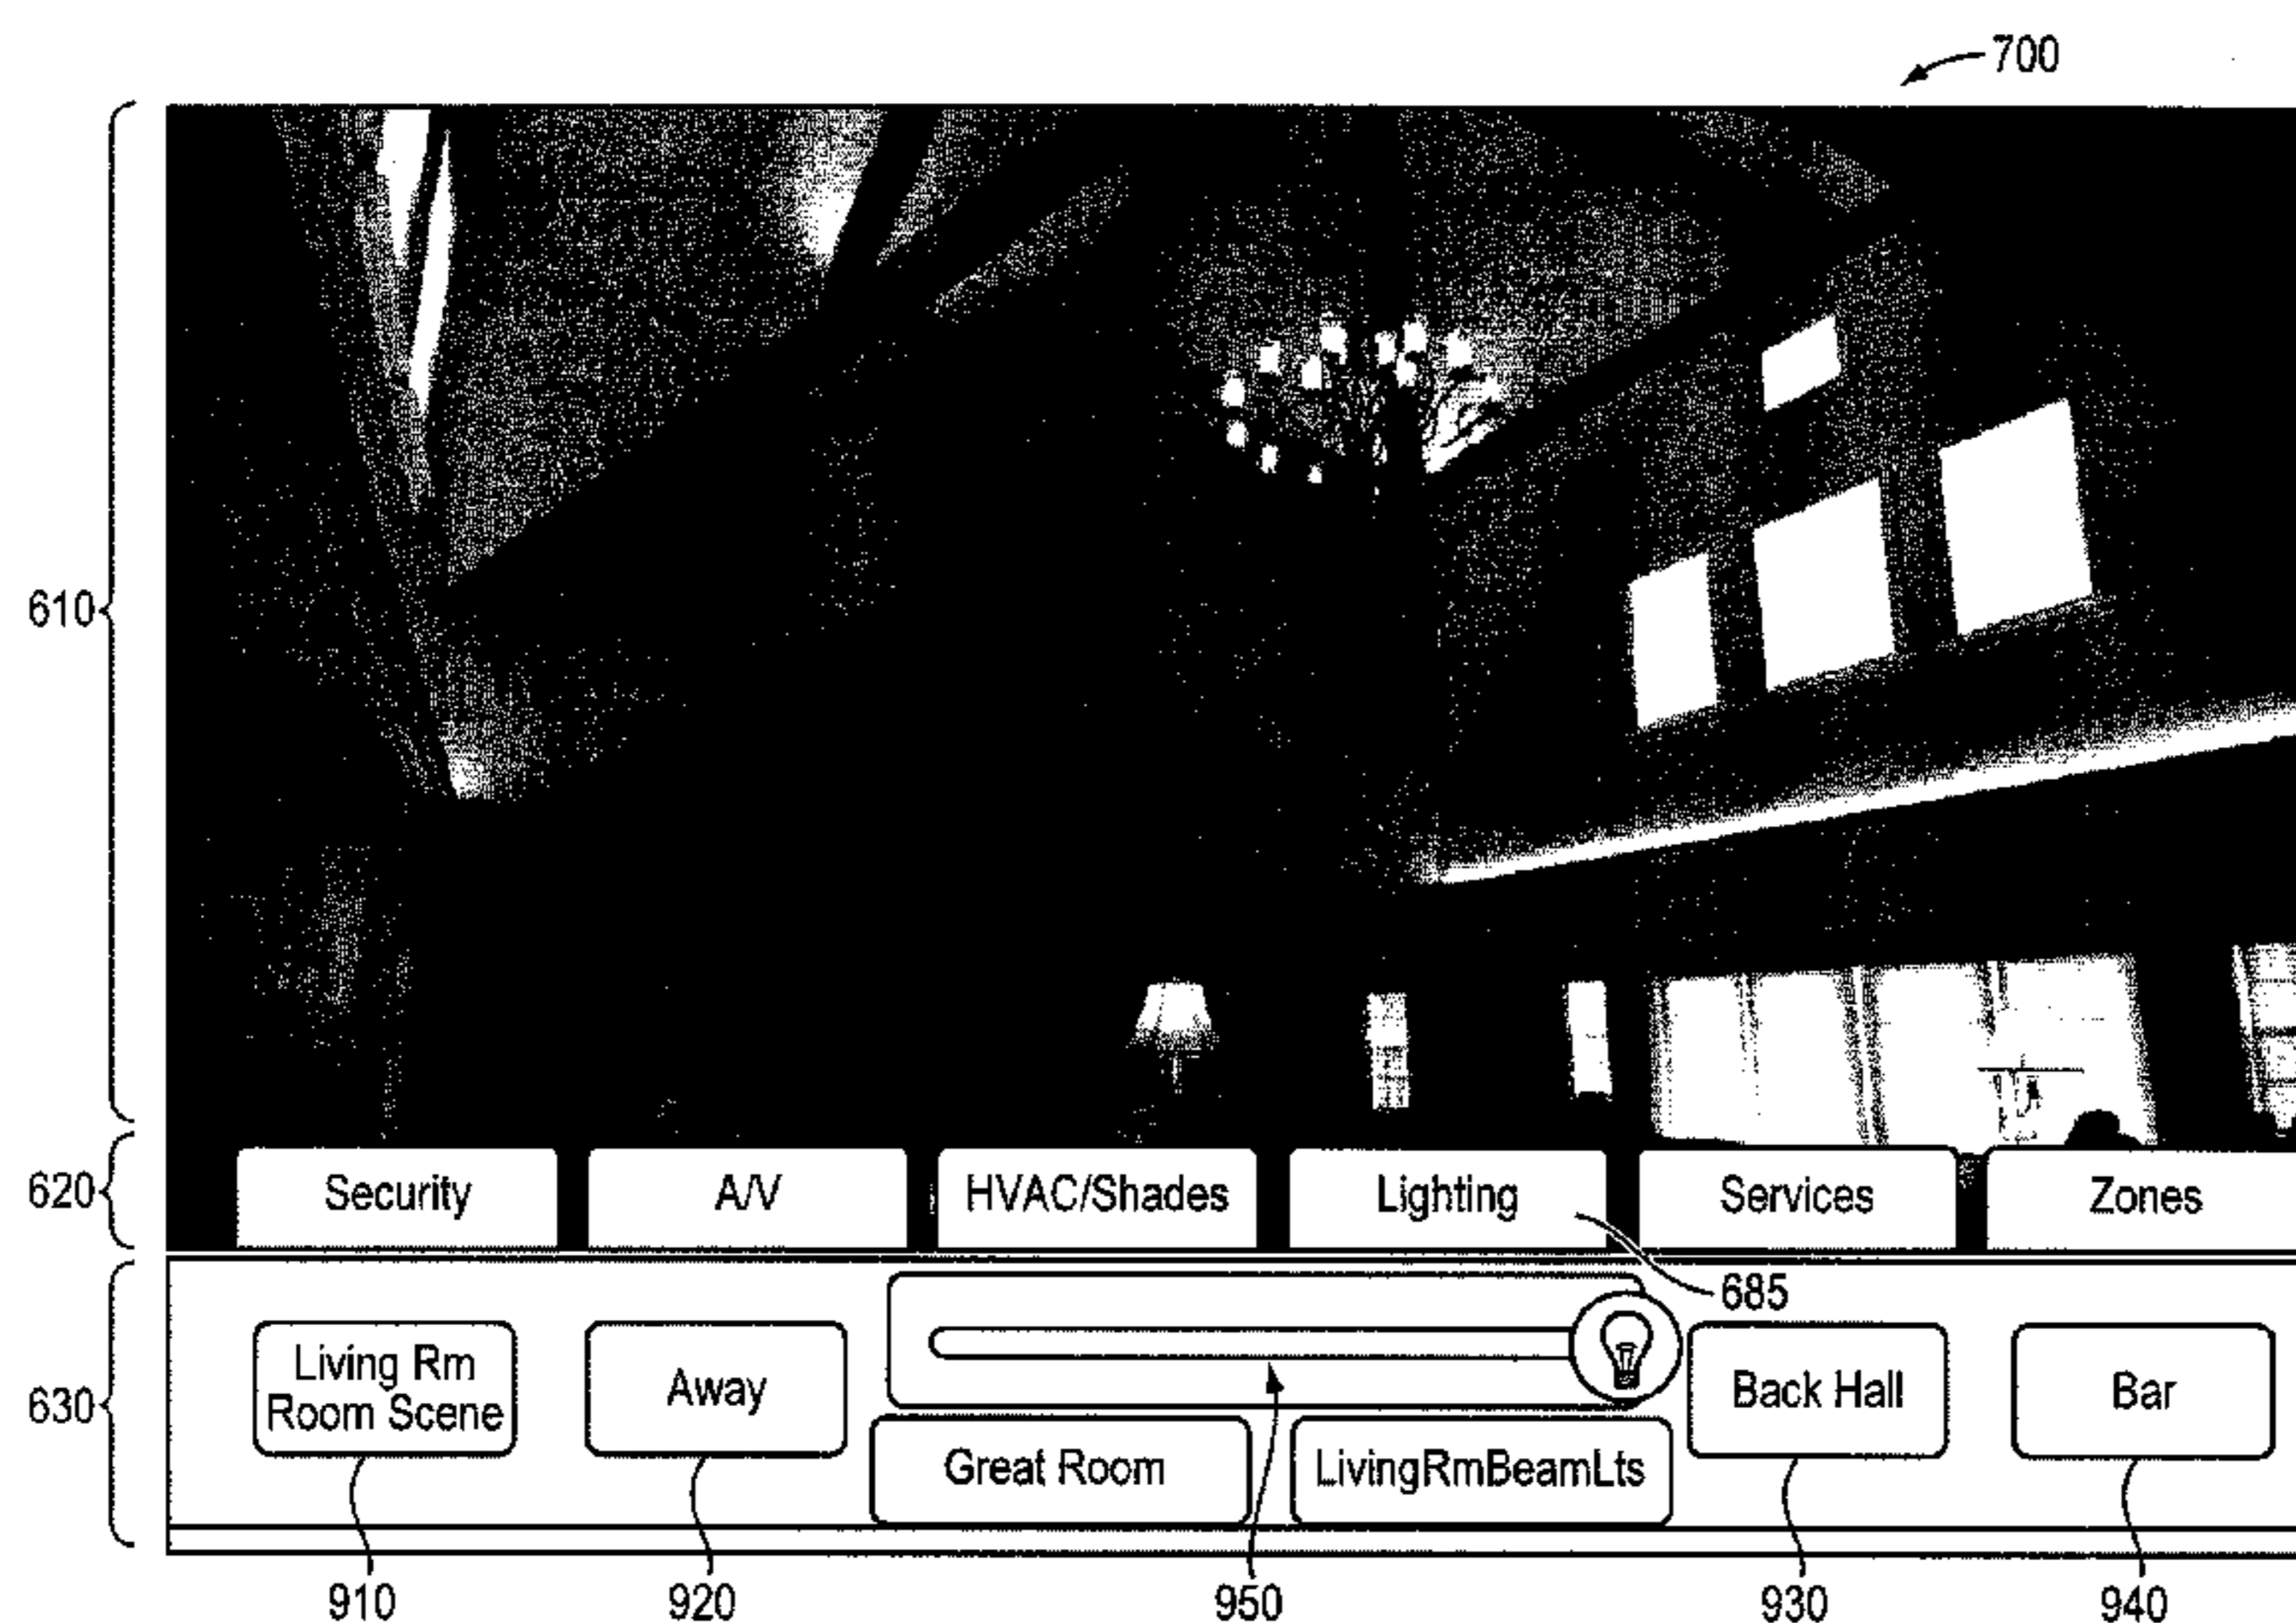 700
610
620
Security
A/V
HVAC/Shades
Lighting
Services
Zones
685
630
Living Rm
Room Scene
Away
Back Hall
Bar
Great Room
LivingRmBeamLts
910
920
950
930
940